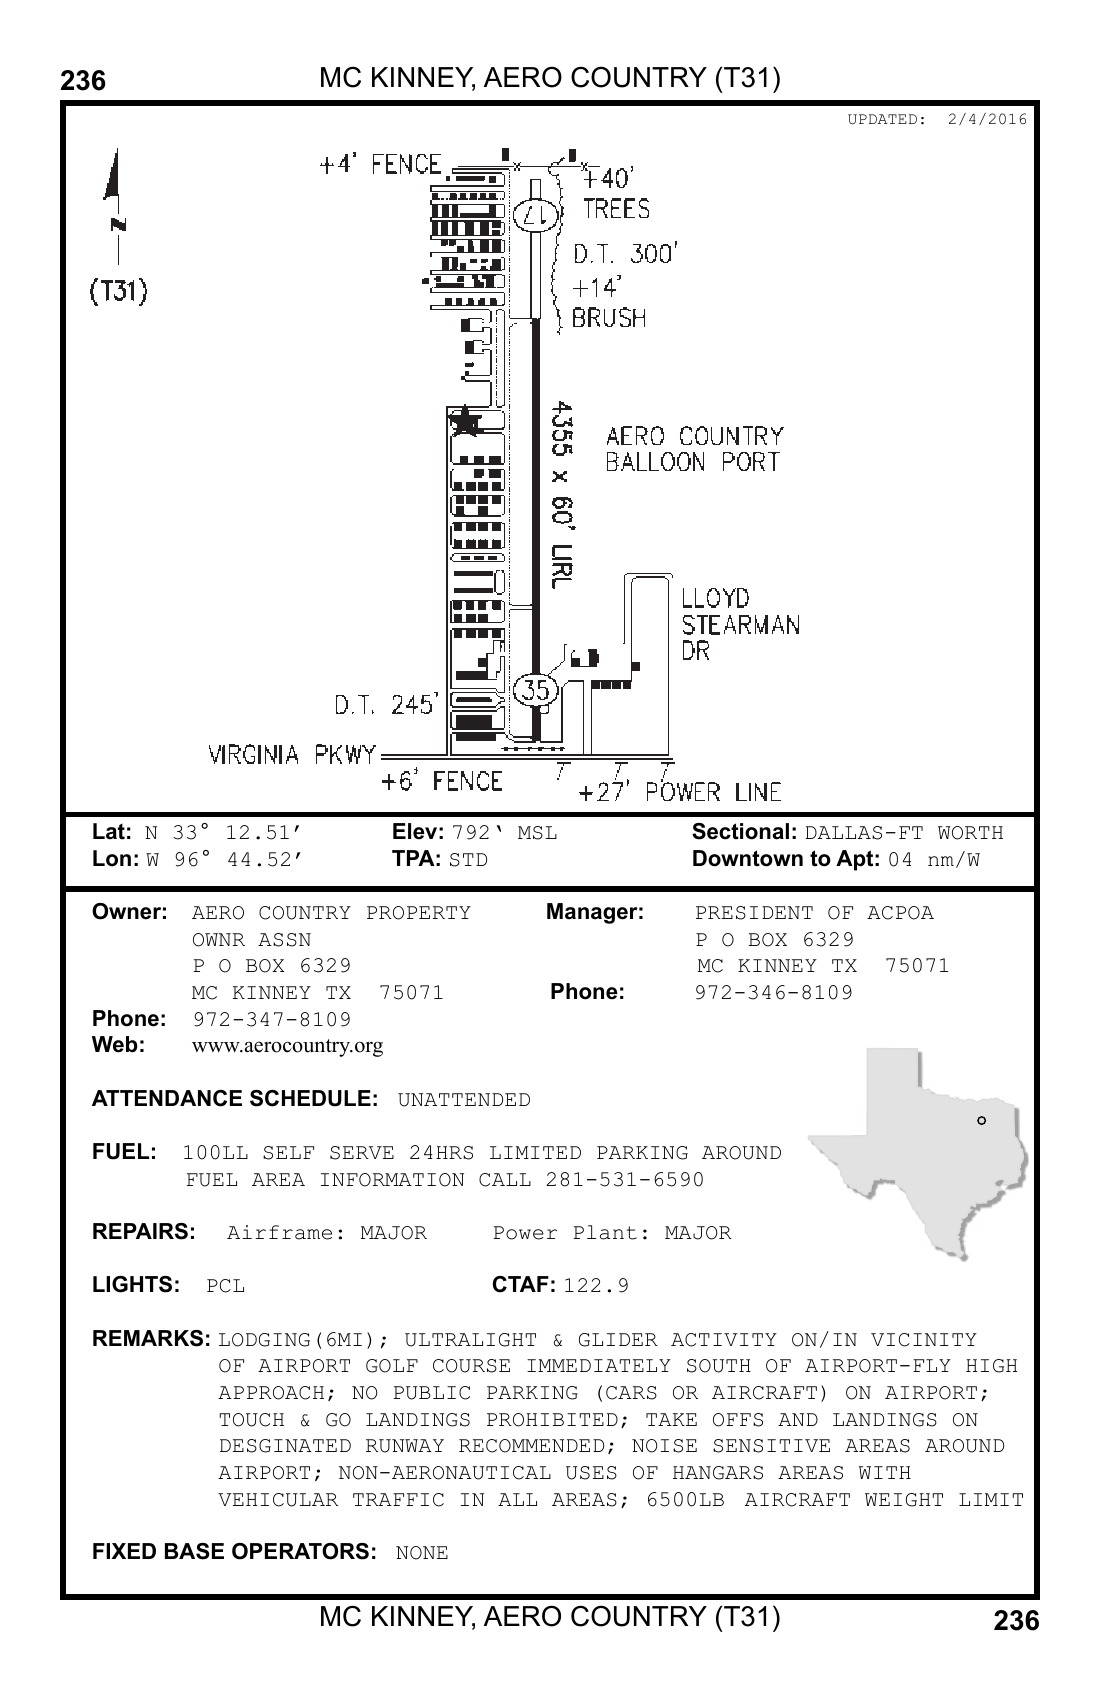 236
MC KINNEY, AERO COUNTRY (T31)
UPDATED: 2/4/2016
+4' FENCE
+40'
TREES
17
N
D.T. 300'
(T31)
+14'
BRUSH
4355 x 60' LIRL
AERO COUNTRY
BALLOON PORT
LLOYD
STEARMAN
DR
35
D.T. 245'
VIRGINIA PKWY
+6' FENCE
+27' POWER LINE
Lat: N 33° 12.51′ Elev: 792‘ MSL Sectional: DALLAS-FT WORTH
Lon: W 96° 44.52′ TPA: STD Downtown to Apt: 04 nm/W
Owner: AERO COUNTRY PROPERTY Manager: PRESIDENT OF ACPOA
OWNR ASSN P O BOX 6329
P O BOX 6329 MC KINNEY TX 75071
MC KINNEY TX 75071 Phone: 972-346-8109
Phone: 972-347-8109
Web: www.aerocountry.org
ATTENDANCE SCHEDULE: UNATTENDED
FUEL: 100LL SELF SERVE 24HRS LIMITED PARKING AROUND
FUEL AREA INFORMATION CALL 281-531-6590
REPAIRS: Airframe: MAJOR Power Plant: MAJOR
LIGHTS: PCL CTAF: 122.9
REMARKS: LODGING(6MI); ULTRALIGHT & GLIDER ACTIVITY ON/IN VICINITY
OF AIRPORT GOLF COURSE IMMEDIATELY SOUTH OF AIRPORT-FLY HIGH
APPROACH; NO PUBLIC PARKING (CARS OR AIRCRAFT) ON AIRPORT;
TOUCH & GO LANDINGS PROHIBITED; TAKE OFFS AND LANDINGS ON
DESGINATED RUNWAY RECOMMENDED; NOISE SENSITIVE AREAS AROUND
AIRPORT; NON-AERONAUTICAL USES OF HANGARS AREAS WITH
VEHICULAR TRAFFIC IN ALL AREAS; 6500LB AIRCRAFT WEIGHT LIMIT
FIXED BASE OPERATORS: NONE
MC KINNEY, AERO COUNTRY (T31)
236